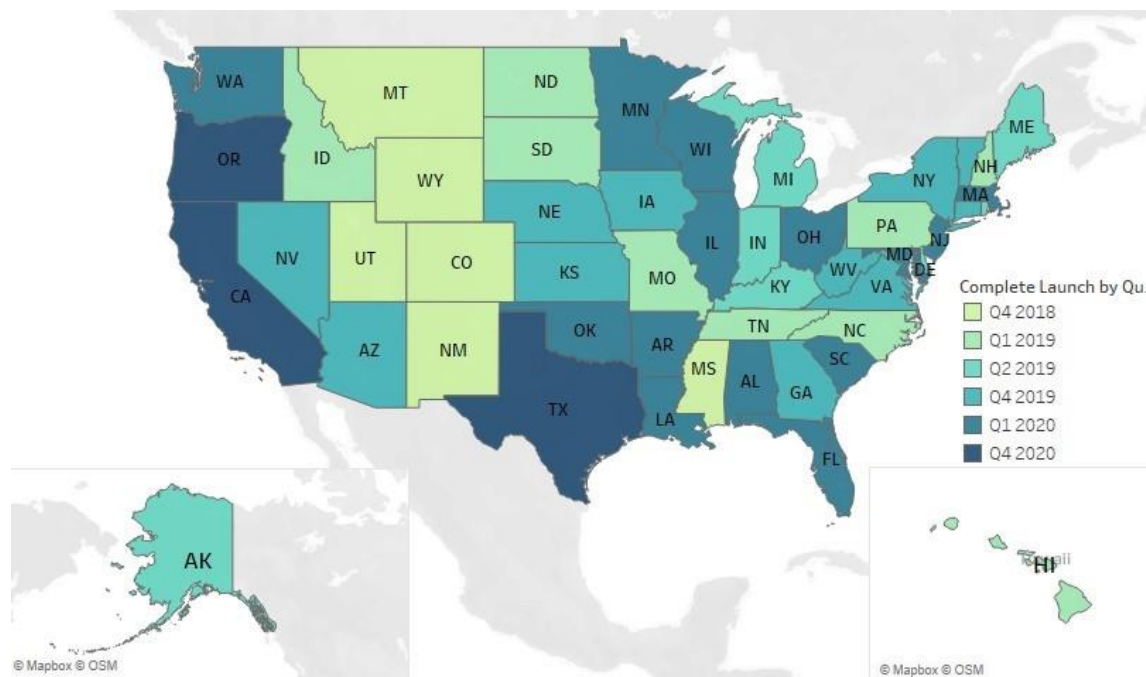 WA
MT
ND
MN
ME
OR
ID
SD
WI
NH
WY
MI
NY
MA
NE
IA
PA
NJ
NV
UT
CO
KS
IL
IN
OH
MD
DE
WV
VA
CA
MO
KY
TN
NC
AZ
NM
OK
AR
SC
TX
MS
AL
GA
LA
FL
Complete Launch by Qu..
Q4 2018
Q1 2019
Q2 2019
Q4 2019
Q1 2020
Q4 2020
AK
© Mapbox © OSM
HI
© Mapbox © OSM